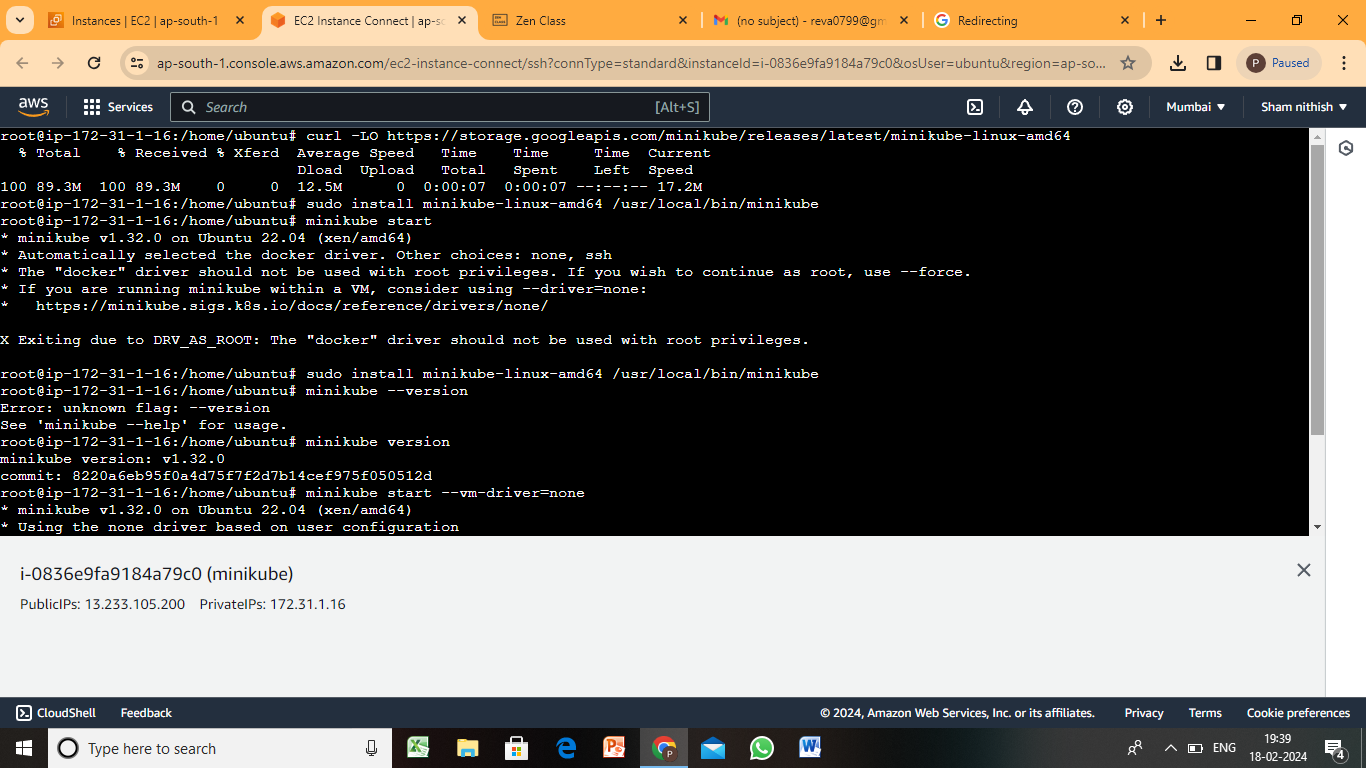 Instances | EC2 | ap-south-1
EC2 Instance Connect | ap-sc
Zen Class
(no subject) - reva0799@gm
Redirecting
ap-south-1.console.aws.amazon.com/ec2-instance-connect/ssh?connType=standard&instanceId=i-0836e9fa9184a79c0&osUser=ubuntu&region=ap-so...
P Paused
aws Services Search [Alt+S] Mumbai Sham nithish
root@ip-172-31-1-16:/home/ubuntu# curl -LO https://storage.googleapis.com/minikube/releases/latest/minikube-linux-amd64
% Total % Received % Xferd Average Speed Time Time Time Current
Dload Upload Total Spent Left Speed
100 89.3M 100 89.3M 0 0 12.5M 0 0:00:07 0:00:07 --:--:-- 17.2M
root@ip-172-31-1-16:/home/ubuntu# sudo install minikube-linux-amd64 /usr/local/bin/minikube
root@ip-172-31-1-16:/home/ubuntu# minikube start
* minikube v1.32.0 on Ubuntu 22.04 (xen/amd64)
* Automatically selected the docker driver. Other choices: none, ssh
* The "docker" driver should not be used with root privileges. If you wish to continue as root, use --force.
* If you are running minikube within a VM, consider using --driver=none:
* https://minikube.sigs.k8s.io/docs/reference/drivers/none/
X Exiting due to DRV_AS_ROOT: The "docker" driver should not be used with root privileges.
root@ip-172-31-1-16:/home/ubuntu# sudo install minikube-linux-amd64 /usr/local/bin/minikube
root@ip-172-31-1-16:/home/ubuntu# minikube --version
Error: unknown flag: --version
See 'minikube --help' for usage.
root@ip-172-31-1-16:/home/ubuntu# minikube version
minikube version: v1.32.0
commit: 8220a6eb95f0a4d75f7f2d7b14cef975f050512d
root@ip-172-31-1-16:/home/ubuntu# minikube start --vm-driver=none
* minikube v1.32.0 on Ubuntu 22.04 (xen/amd64)
* Using the none driver based on user configuration
i-0836e9fa9184a79c0 (minikube)
PublicIPs: 13.233.105.200 PrivateIPs: 172.31.1.16
CloudShell Feedback © 2024, Amazon Web Services, Inc. or its affiliates. Privacy Terms Cookie preferences
Type here to search
ENG
19:39
18-02-2024
4